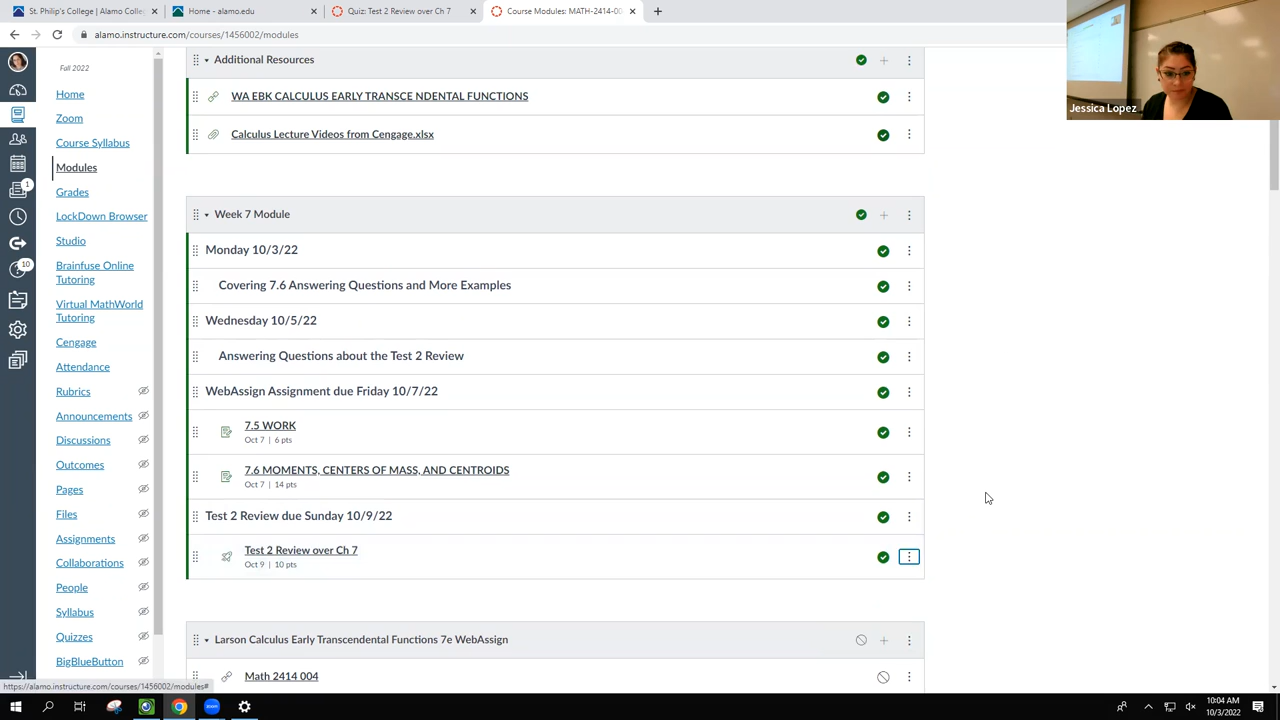 St. Philip's College
Home - alamo.edu
Quiz: Test 2 Review over Ch 7
Course Modules: MATH-2414-00
alamo.instructure.com/courses/1456002/modules
Jessica Lopez
Fall 2022
Home
Zoom
Course Syllabus
Modules
Grades
LockDown Browser
Studio
Brainfuse Online
Tutoring
Virtual MathWorld
Tutoring
Cengage
Attendance
Rubrics
Announcements
Discussions
Outcomes
Pages
Files
Assignments
Collaborations
People
Syllabus
Quizzes
BigBlueButton
1
10
Additional Resources
WA EBK CALCULUS EARLY TRANSCE NDENTAL FUNCTIONS
Calculus Lecture Videos from Cengage.xlsx
Week 7 Module
Monday 10/3/22
Covering 7.6 Answering Questions and More Examples
Wednesday 10/5/22
Answering Questions about the Test 2 Review
WebAssign Assignment due Friday 10/7/22
7.5 WORK
Oct 7 | 6 pts
7.6 MOMENTS, CENTERS OF MASS, AND CENTROIDS
Oct 7 | 14 pts
Test 2 Review due Sunday 10/9/22
Test 2 Review over Ch 7
Oct 9 | 10 pts
Larson Calculus Early Transcendental Functions 7e WebAssign
Math 2414 004
https://alamo.instructure.com/courses/1456002/modules#
10:04 AM
10/3/2022